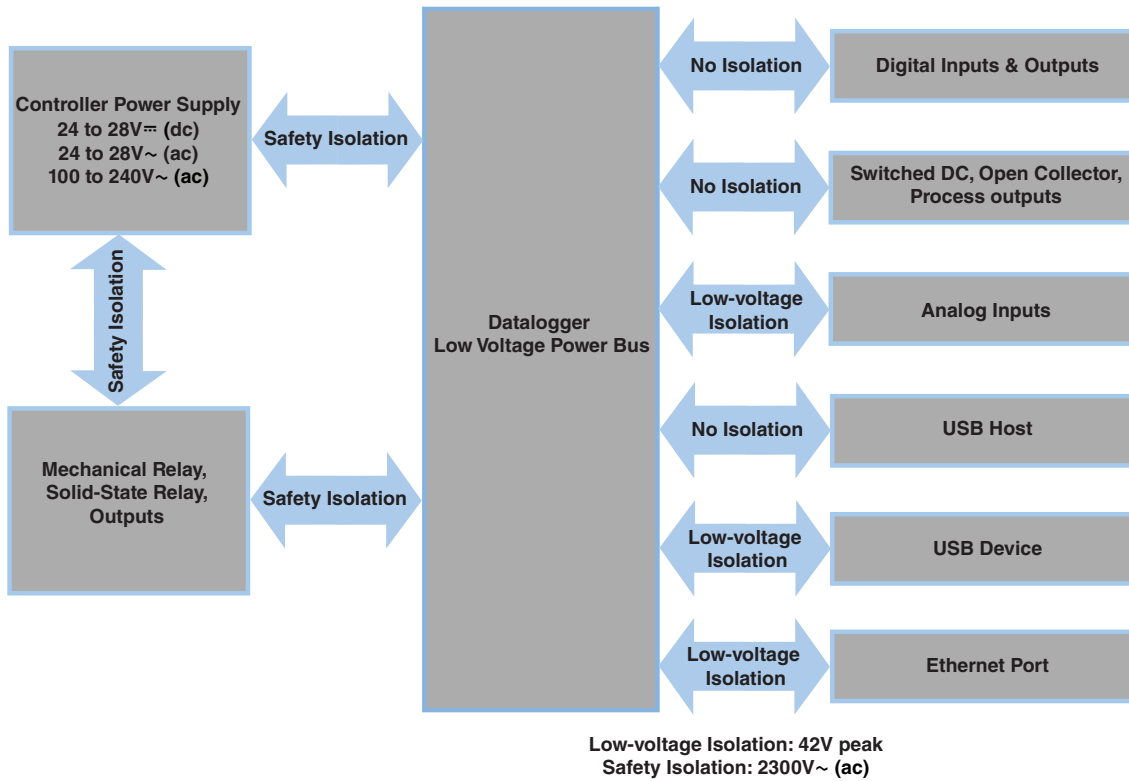 Controller Power Supply
24 to 28V⎓ (dc)
24 to 28V~ (ac)
100 to 240V~ (ac)
Safety Isolation
Safety Isolation
Mechanical Relay,
Solid-State Relay,
Outputs
Safety Isolation
Datalogger
Low Voltage Power Bus
No Isolation
Digital Inputs & Outputs
No Isolation
Switched DC, Open Collector,
Process outputs
Low-voltage
Isolation
Analog Inputs
No Isolation
USB Host
Low-voltage
Isolation
USB Device
Low-voltage
Isolation
Ethernet Port
Low-voltage Isolation: 42V peak
Safety Isolation: 2300V~ (ac)